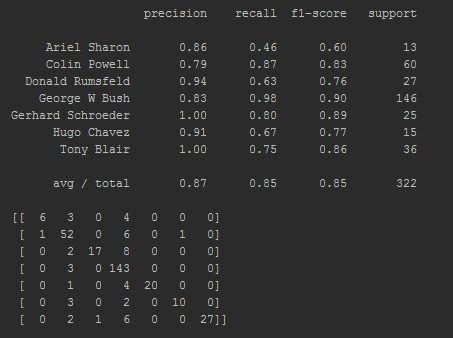 precision recall f1-score support
Ariel Sharon 0.86 0.46 0.60 13
Colin Powell 0.79 0.87 0.83 60
Donald Rumsfeld 0.94 0.63 0.76 27
George W Bush 0.83 0.98 0.90 146
Gerhard Schroeder 1.00 0.80 0.89 25
Hugo Chavez 0.91 0.67 0.77 15
Tony Blair 1.00 0.75 0.86 36
avg / total 0.87 0.85 0.85 322
[[ 6 3 0 4 0 0 0]
[ 1 52 0 6 0 1 0]
[ 0 2 17 8 0 0 0]
[ 0 3 0 143 0 0 0]
[ 0 1 0 4 20 0 0]
[ 0 3 0 2 0 10 0]
[ 0 2 1 6 0 0 27]]